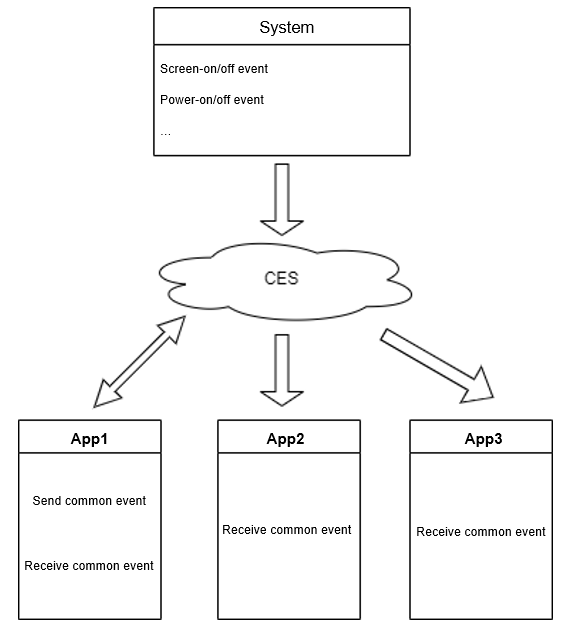 System
Screen-on/off event
Power-on/off event
...
CES
App1
Send common event
Receive common event
App2
Receive common event
App3
Receive common event